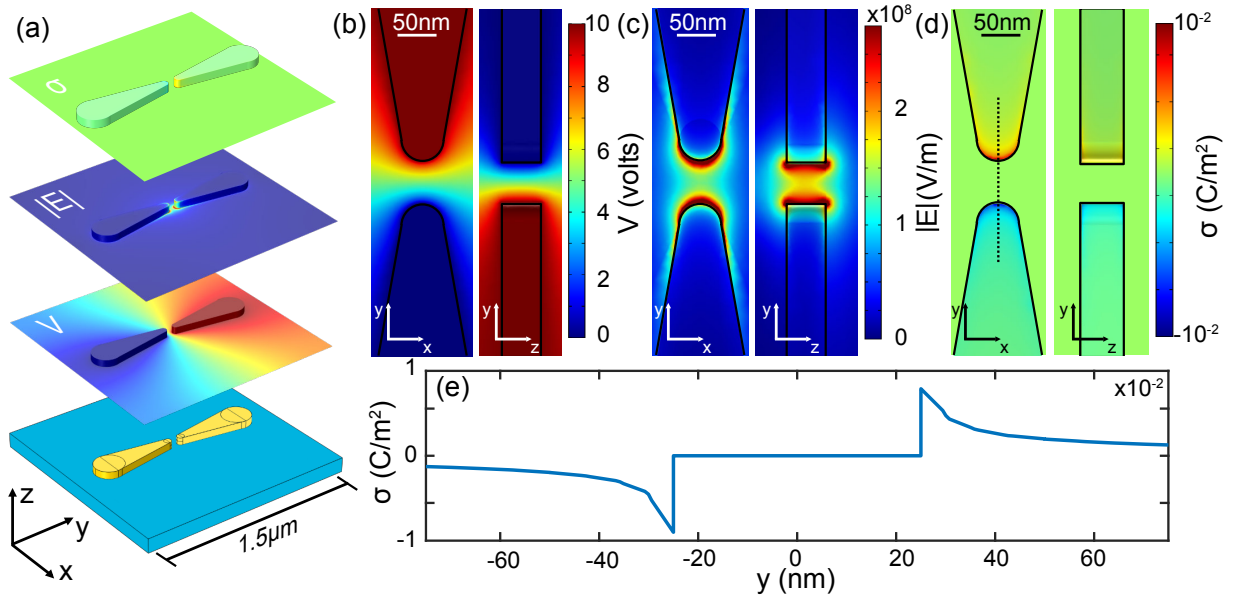 (a)
σ
|E|
V
z
y
x
1.5μm
(b)
50nm
y
x
y
z
10
8
6
4
2
0
V (volts)
(c)
50nm
y
x
y
z
x10⁸
2
1
0
|E| (V/m)
(d)
50nm
y
x
y
z
10⁻²
-10⁻²
σ (C/m²)
(e)
x10⁻²
1
0
-1
σ (C/m²)
-60
-40
-20
0
20
40
60
y (nm)